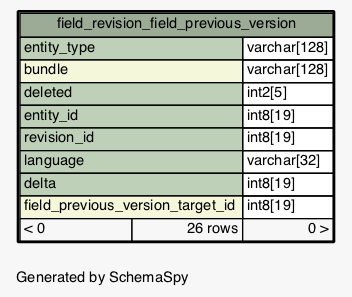 field_revision_field_previous_version
entity_type varchar[128]
bundle varchar[128]
deleted int2[5]
entity_id int8[19]
revision_id int8[19]
language varchar[32]
delta int8[19]
field_previous_version_target_id int8[19]
< 0 26 rows 0 >
Generated by SchemaSpy